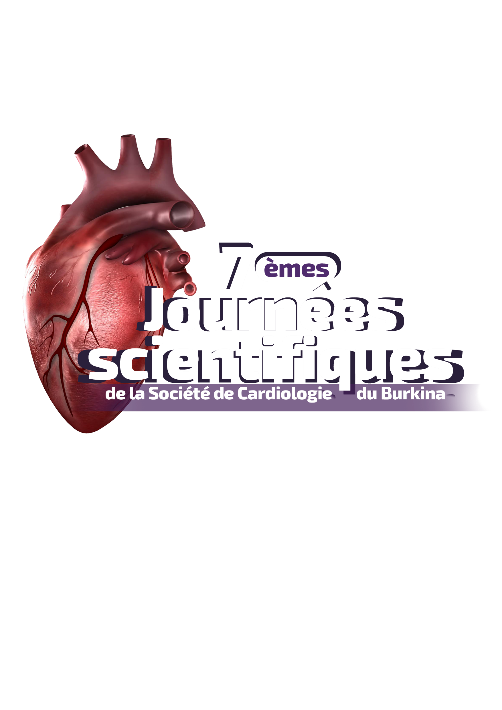 7èmes
Journées
scientifiques
de la Société de Cardiologie du Burkina